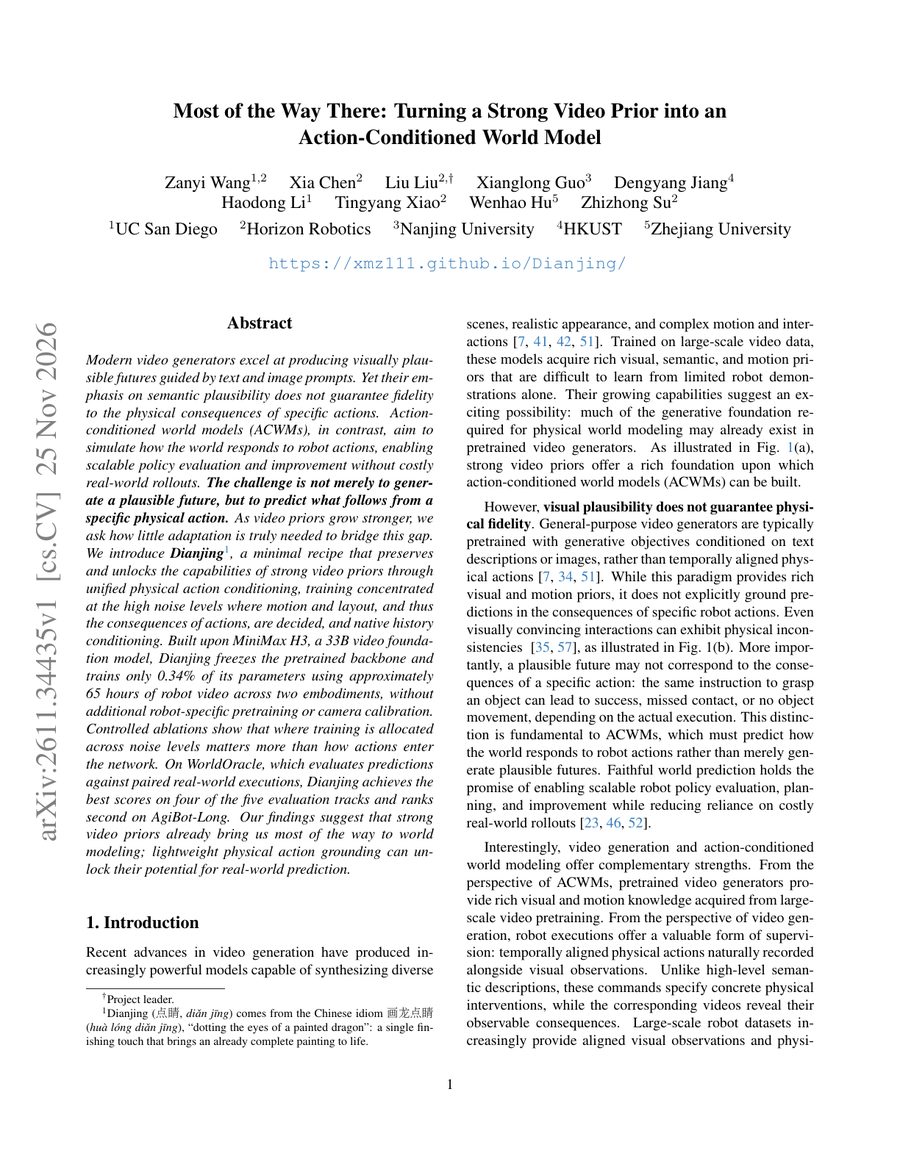 Most of the Way There: Turning a Strong Video Prior into an
Action-Conditioned World Model
Zanyi Wang1,2 Xia Chen2 Liu Liu2,† Xianglong Guo3 Dengyang Jiang4
Haodong Li1 Tingyang Xiao2 Wenhao Hu5 Zhizhong Su2
1UC San Diego 2Horizon Robotics 3Nanjing University 4HKUST 5Zhejiang University
https://xmz111.github.io/Dianjing/
arXiv:2611.34435v1 [cs.CV] 25 Nov 2026
Abstract
Modern video generators excel at producing visually plau-
sible futures guided by text and image prompts. Yet their em-
phasis on semantic plausibility does not guarantee fidelity
to the physical consequences of specific actions. Action-
conditioned world models (ACWMs), in contrast, aim to
simulate how the world responds to robot actions, enabling
scalable policy evaluation and improvement without costly
real-world rollouts. The challenge is not merely to gener-
ate a plausible future, but to predict what follows from a
specific physical action. As video priors grow stronger, we
ask how little adaptation is truly needed to bridge this gap.
We introduce Dianjing1, a minimal recipe that preserves
and unlocks the capabilities of strong video priors through
unified physical action conditioning, training concentrated
at the high noise levels where motion and layout, and thus
the consequences of actions, are decided, and native history
conditioning. Built upon MiniMax H3, a 33B video founda-
tion model, Dianjing freezes the pretrained backbone and
trains only 0.34% of its parameters using approximately
65 hours of robot video across two embodiments, without
additional robot-specific pretraining or camera calibration.
Controlled ablations show that where training is allocated
across noise levels matters more than how actions enter
the network. On WorldOracle, which evaluates predictions
against paired real-world executions, Dianjing achieves the
best scores on four of the five evaluation tracks and ranks
second on AgiBot-Long. Our findings suggest that strong
video priors already bring us most of the way to world
modeling; lightweight physical action grounding can un-
lock their potential for real-world prediction.
1. Introduction
Recent advances in video generation have produced in-
creasingly powerful models capable of synthesizing diverse
†Project leader.
1Dianjing (点睛, diǎn jīng) comes from the Chinese idiom 画龙点睛
(huà lóng diǎn jīng), “dotting the eyes of a painted dragon”: a single fin-
ishing touch that brings an already complete painting to life.
scenes, realistic appearance, and complex motion and inter-
actions [7, 41, 42, 51]. Trained on large-scale video data,
these models acquire rich visual, semantic, and motion pri-
ors that are difficult to learn from limited robot demon-
strations alone. Their growing capabilities suggest an ex-
citing possibility: much of the generative foundation re-
quired for physical world modeling may already exist in
pretrained video generators. As illustrated in Fig. 1(a),
strong video priors offer a rich foundation upon which
action-conditioned world models (ACWMs) can be built.
However, visual plausibility does not guarantee physi-
cal fidelity. General-purpose video generators are typically
pretrained with generative objectives conditioned on text
descriptions or images, rather than temporally aligned phys-
ical actions [7, 34, 51]. While this paradigm provides rich
visual and motion priors, it does not explicitly ground pre-
dictions in the consequences of specific robot actions. Even
visually convincing interactions can exhibit physical incon-
sistencies [35, 57], as illustrated in Fig. 1(b). More impor-
tantly, a plausible future may not correspond to the conse-
quences of a specific action: the same instruction to grasp
an object can lead to success, missed contact, or no object
movement, depending on the actual execution. This distinc-
tion is fundamental to ACWMs, which must predict how
the world responds to robot actions rather than merely gen-
erate plausible futures. Faithful world prediction holds the
promise of enabling scalable robot policy evaluation, plan-
ning, and improvement while reducing reliance on costly
real-world rollouts [23, 46, 52].
Interestingly, video generation and action-conditioned
world modeling offer complementary strengths. From the
perspective of ACWMs, pretrained video generators pro-
vide rich visual and motion knowledge acquired from large-
scale video pretraining. From the perspective of video gen-
eration, robot executions offer a valuable form of supervi-
sion: temporally aligned physical actions naturally recorded
alongside visual observations. Unlike high-level seman-
tic descriptions, these commands specify concrete physical
interventions, while the corresponding videos reveal their
observable consequences. Large-scale robot datasets in-
creasingly provide aligned visual observations and physi-
1